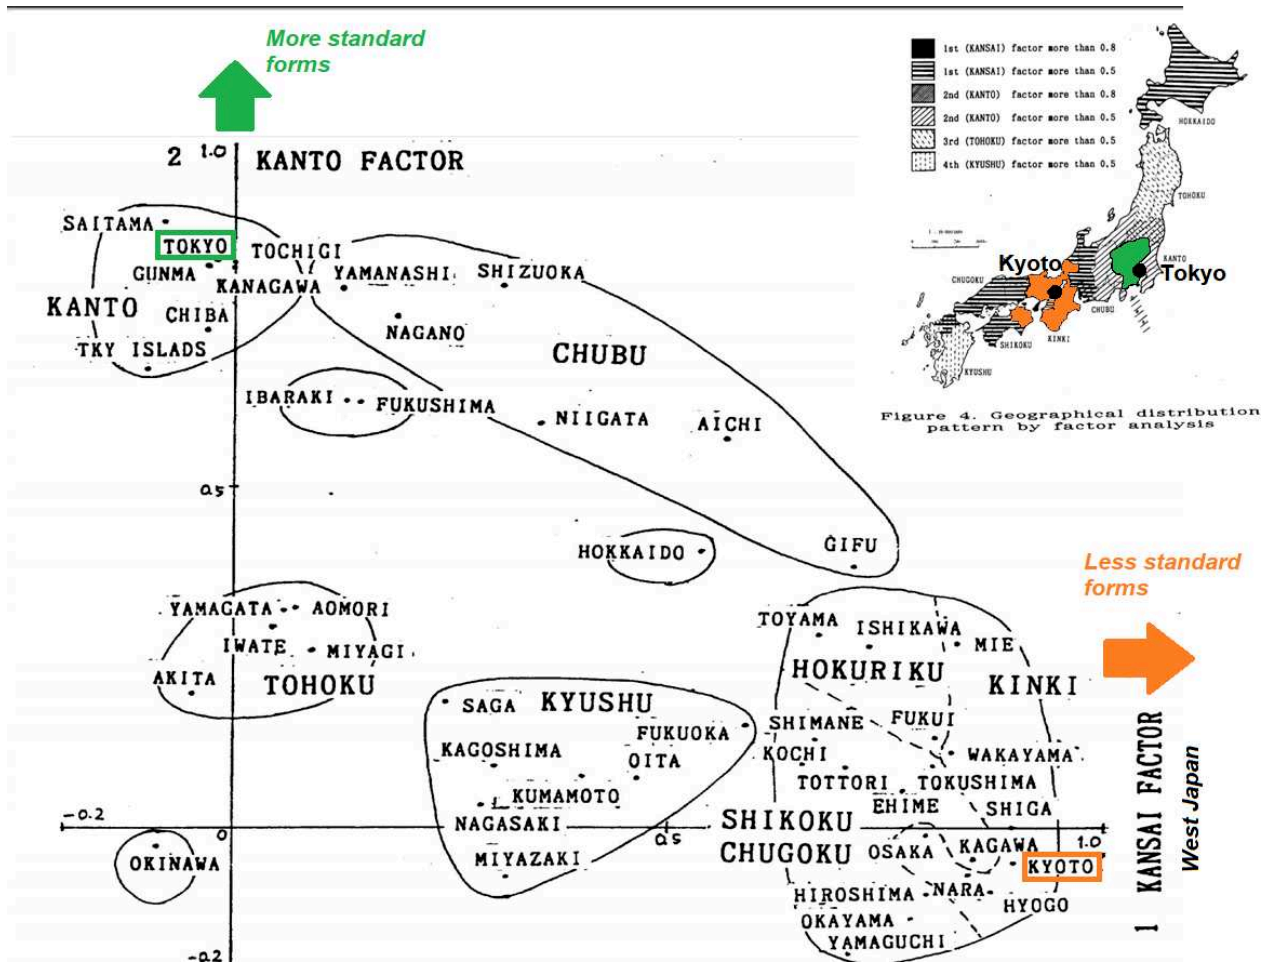 More standard
forms
2 1.0 KANTO FACTOR
SAITAMA
TOKYO
TOCHIGI
GUNMA
KANAGAWA
YAMANASHI
SHIZUOKA
KANTO
CHIBA
NAGANO
TKY ISLADS
CHUBU
IBARAKI
FUKUSHIMA
NIIGATA
AICHI
0.5
HOKKAIDO
GIFU
YAMAGATA
AOMORI
IWATE
MIYAGI
AKITA
TOHOKU
SAGA
KYUSHU
FUKUOKA
KAGOSHIMA
OITA
KUMAMOTO
NAGASAKI
MIYAZAKI
TOYAMA
ISHIKAWA
MIE
HOKURIKU
KINKI
SHIMANE
FUKUI
KOCHI
WAKAYAMA
TOTTORI
TOKUSHIMA
EHIME
SHIGA
SHIKOKU
CHUGOKU
OSAKA
KAGAWA
KYOTO
HIROSHIMA
NARA
HYOGO
OKAYAMA
YAMAGUCHI
-0.2
0
0.5
1.0
OKINAWA
-0.2
Less standard
forms
1 KANSAI FACTOR
West Japan
1st (KANSAI) factor more than 0.8
1st (KANSAI) factor more than 0.5
2nd (KANTO) factor more than 0.8
2nd (KANTO) factor more than 0.5
3rd (TOHOKU) factor more than 0.5
4th (KYUSHU) factor more than 0.5
HOKKAIDO
TOHOKU
Kyoto
KANTO
Tokyo
CHUGOKU
CHUBU
SHIKOKU
KINKI
KYUSHU
Figure 4. Geographical distribution
pattern by factor analysis